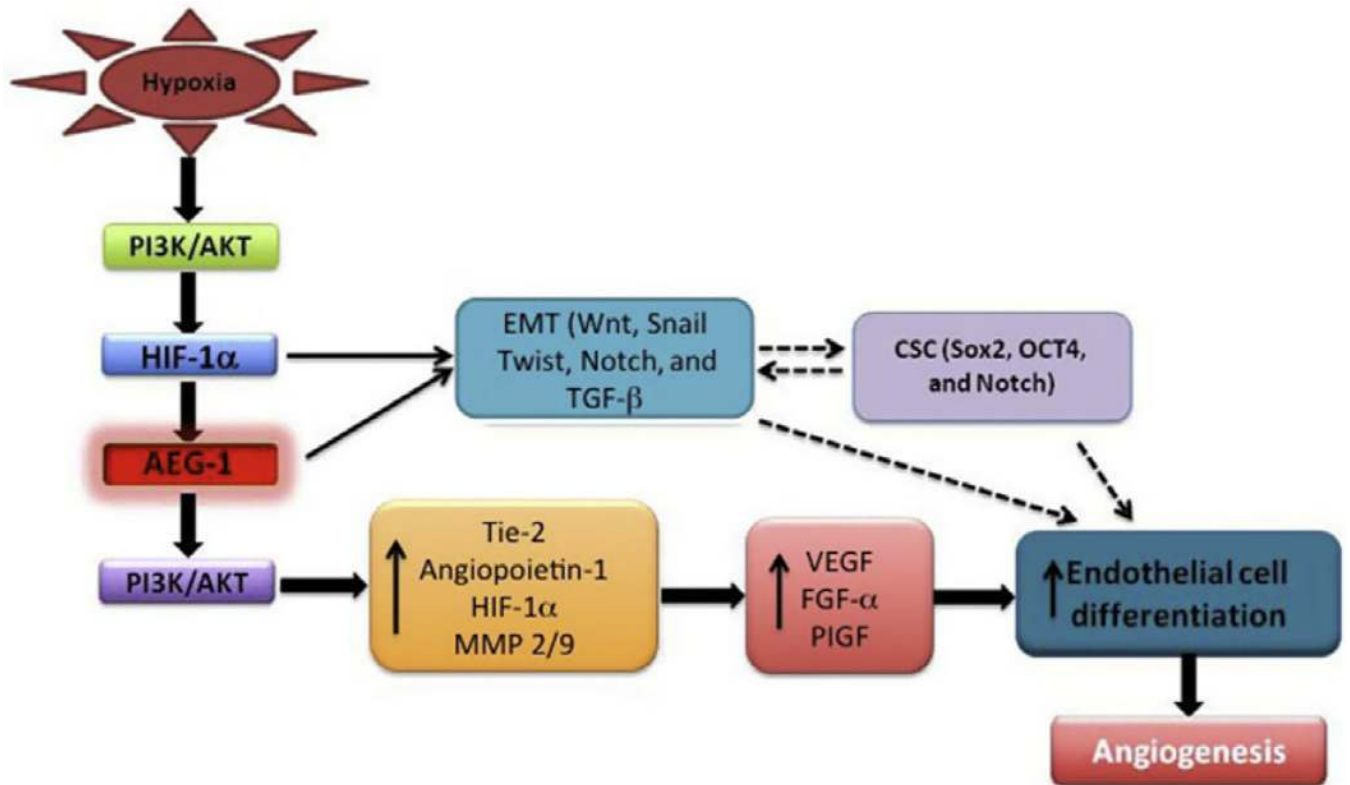 Hypoxia
PI3K/AKT
HIF-1α
AEG-1
PI3K/AKT
EMT (Wnt, Snail
Twist, Notch, and
TGF-β
CSC (Sox2, OCT4,
and Notch)
Tie-2
Angiopoietin-1
HIF-1α
MMP 2/9
VEGF
FGF-α
PIGF
Endothelial cell
differentiation
Angiogenesis